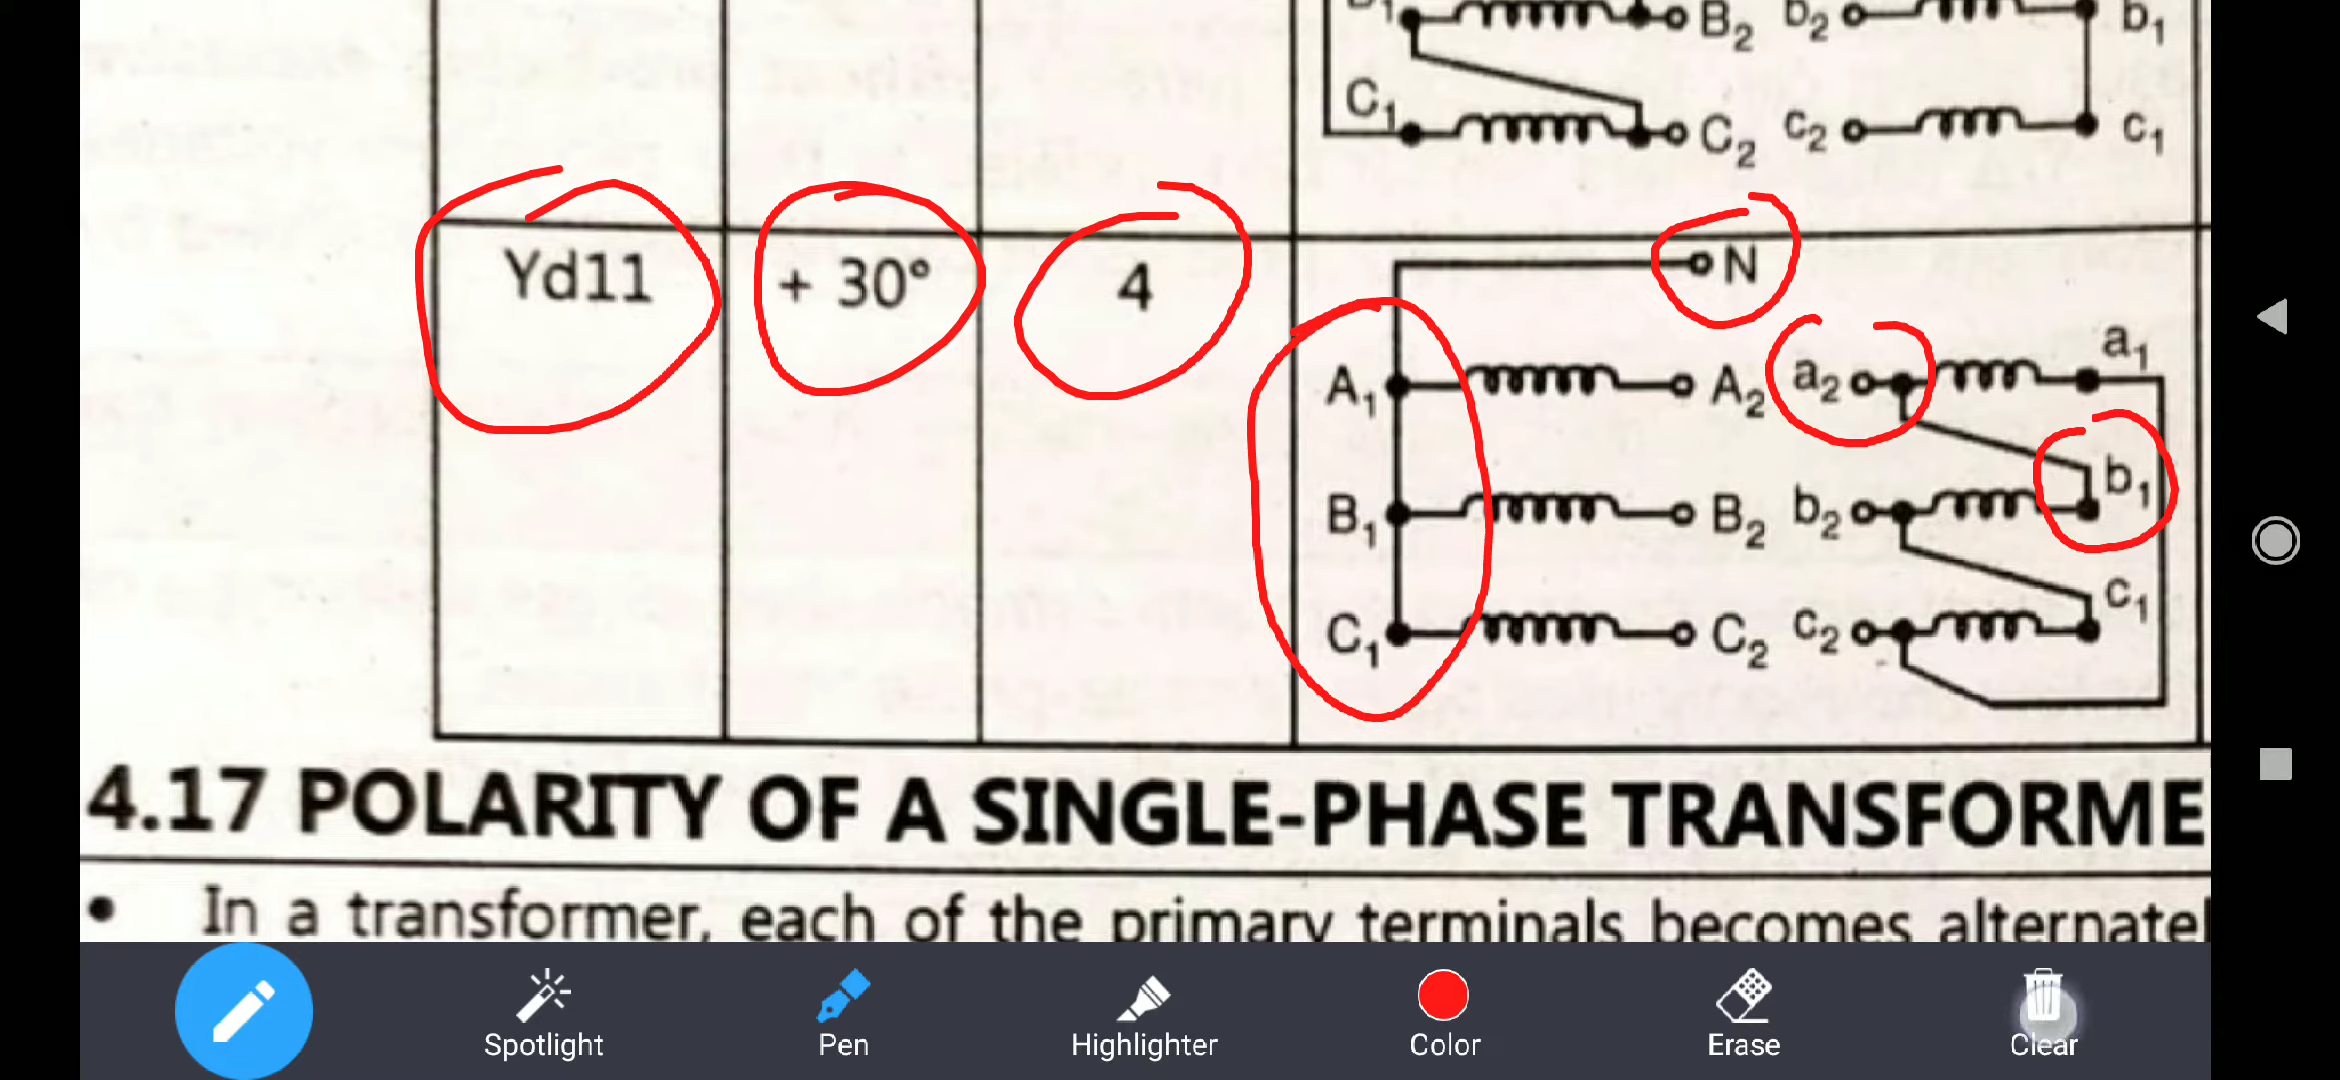 B₂ b₂ b₁
C₁ C₂ c₂ c₁
Yd11 + 30° 4 N
A₁ A₂ a₂ a₁
B₁ B₂ b₂ b₁
C₁ C₂ c₂ c₁
4.17 POLARITY OF A SINGLE-PHASE TRANSFORME
• In a transformer, each of the primary terminals becomes alternatel
Spotlight Pen Highlighter Color Erase Clear